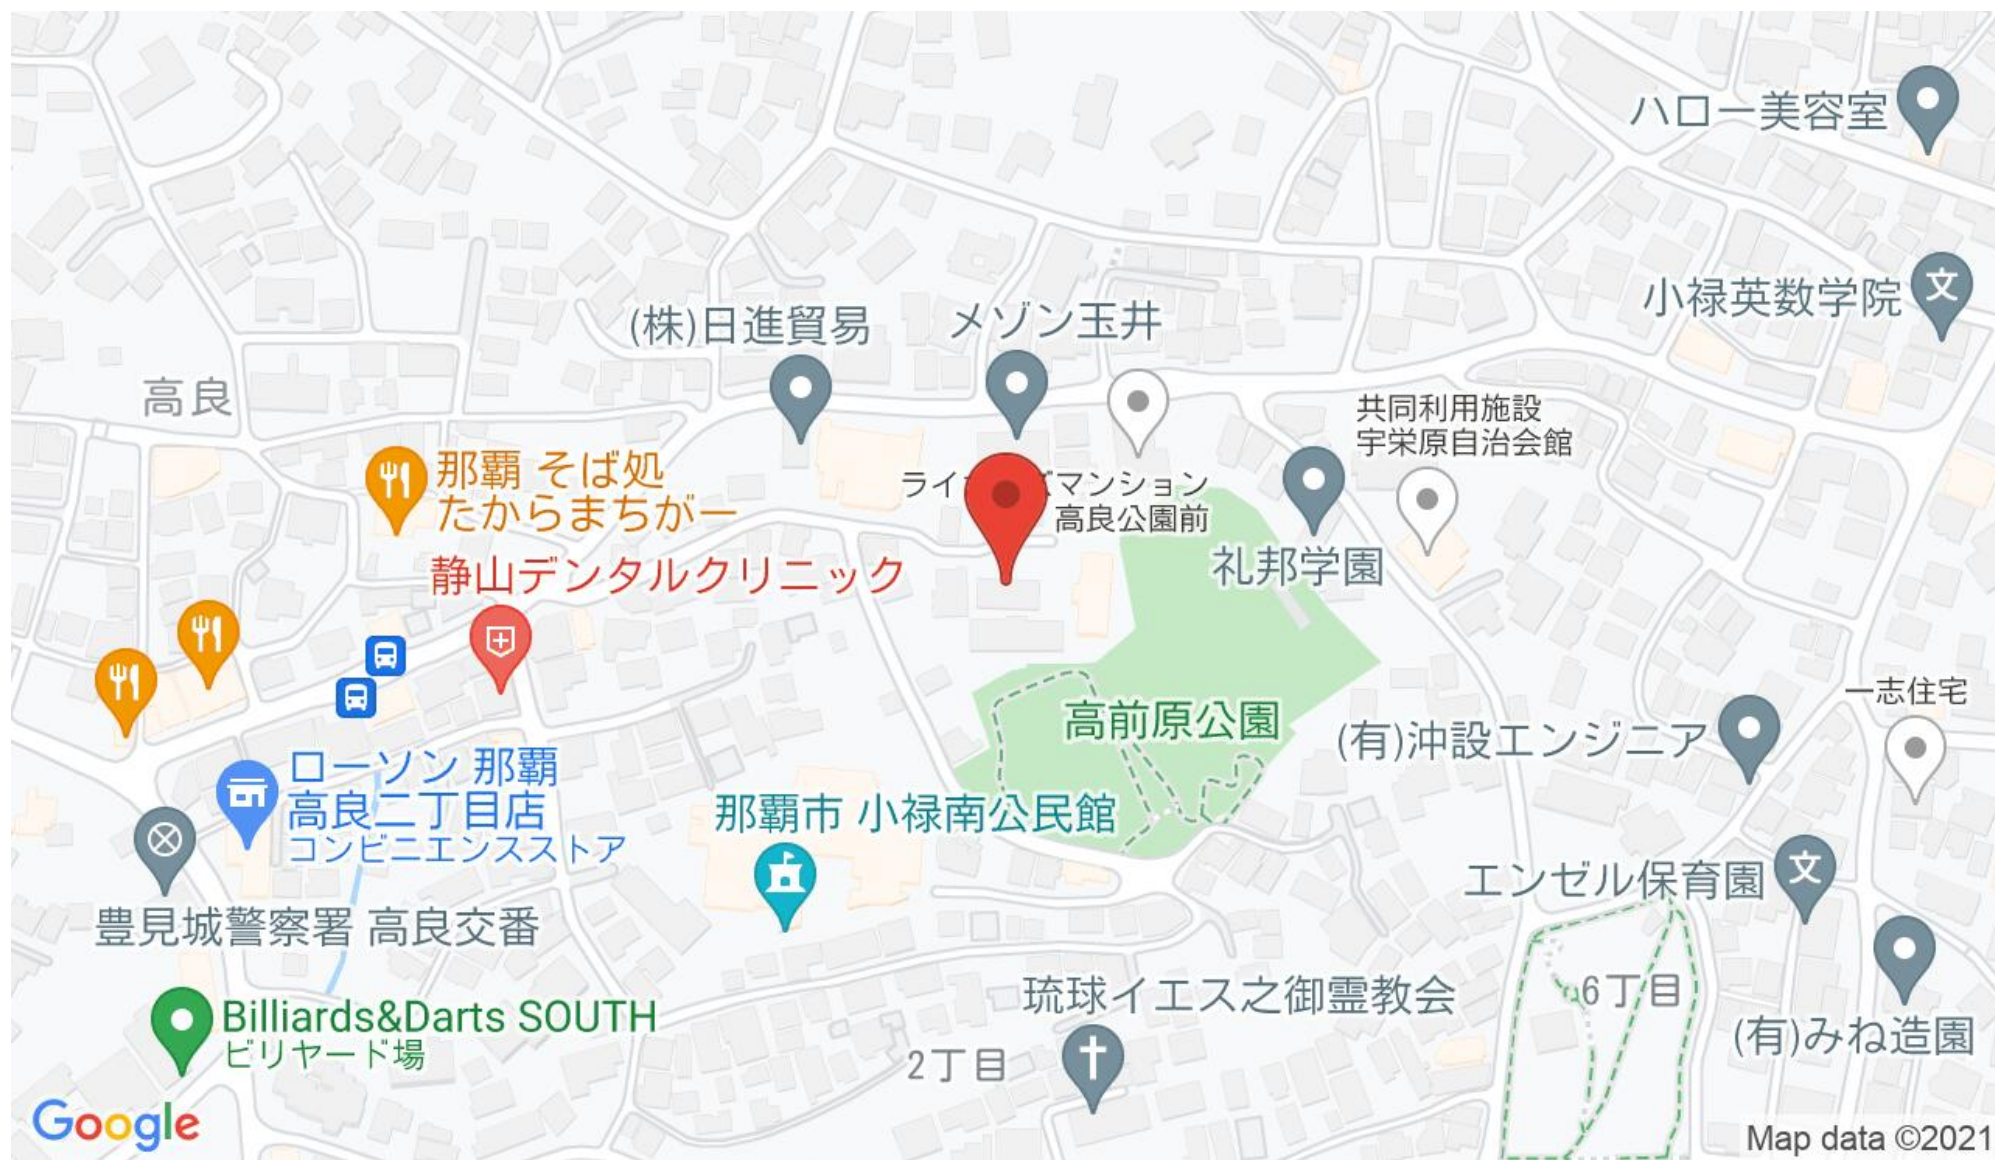 ハロー美容室
小禄英数学院
(株)日進貿易
メゾン玉井
高良
共同利用施設
宇栄原自治会館
那覇 そば処
たからまちがー
ライ
ズマンション
高良公園前
静山デンタルクリニック
礼邦学園
一志住宅
高前原公園
(有)沖設エンジニア
ローソン 那覇
高良二丁目店
コンビニエンスストア
那覇市 小禄南公民館
エンゼル保育園
豊見城警察署 高良交番
琉球イエス之御霊教会
6丁目
Billiards&Darts SOUTH
ビリヤード場
(有)みね造園
2丁目
Google
Map data ©2021